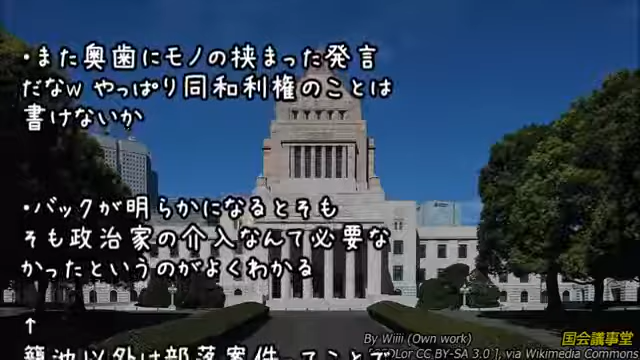 ・また奥歯にモノの挟まった発言
だなw やっぱり同和利権のことは
書けないか
・バックが明らかになるとそも
そも政治家の介入なんて必要な
かったというのがよくわかる
↑
籠池以外は部落案件ってことで
By Wiiii (Own work)
CC BY-SA 3.0 ], via Wikimedia Commons
国会議事堂